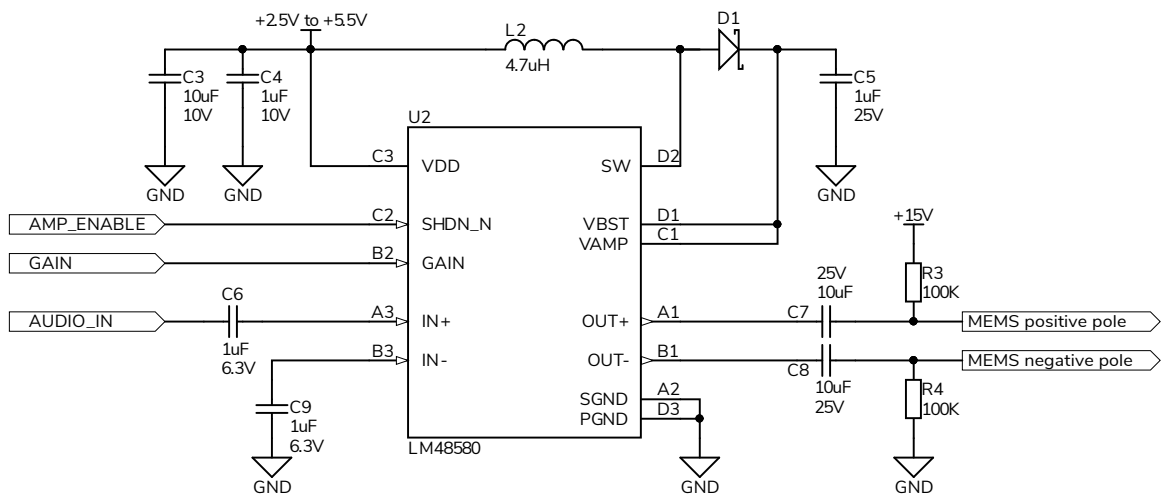 +2.5V to +5.5V
L2
4.7uH
D1
C3
10uF
10V
C4
1uF
10V
C5
1uF
25V
GND
GND
GND
U2
C3
VDD
SW
D2
AMP_ENABLE
C2
SHDN_N
VBST
D1
VAMP
C1
GAIN
B2
GAIN
+15V
R3
100K
AUDIO_IN
C6
1uF
6.3V
A3
IN+
OUT+
A1
25V
10uF
C7
MEMS positive pole
B3
IN-
OUT-
B1
C8
10uF
25V
MEMS negative pole
R4
100K
C9
1uF
6.3V
SGND
A2
PGND
D3
LM48580
GND
GND
GND